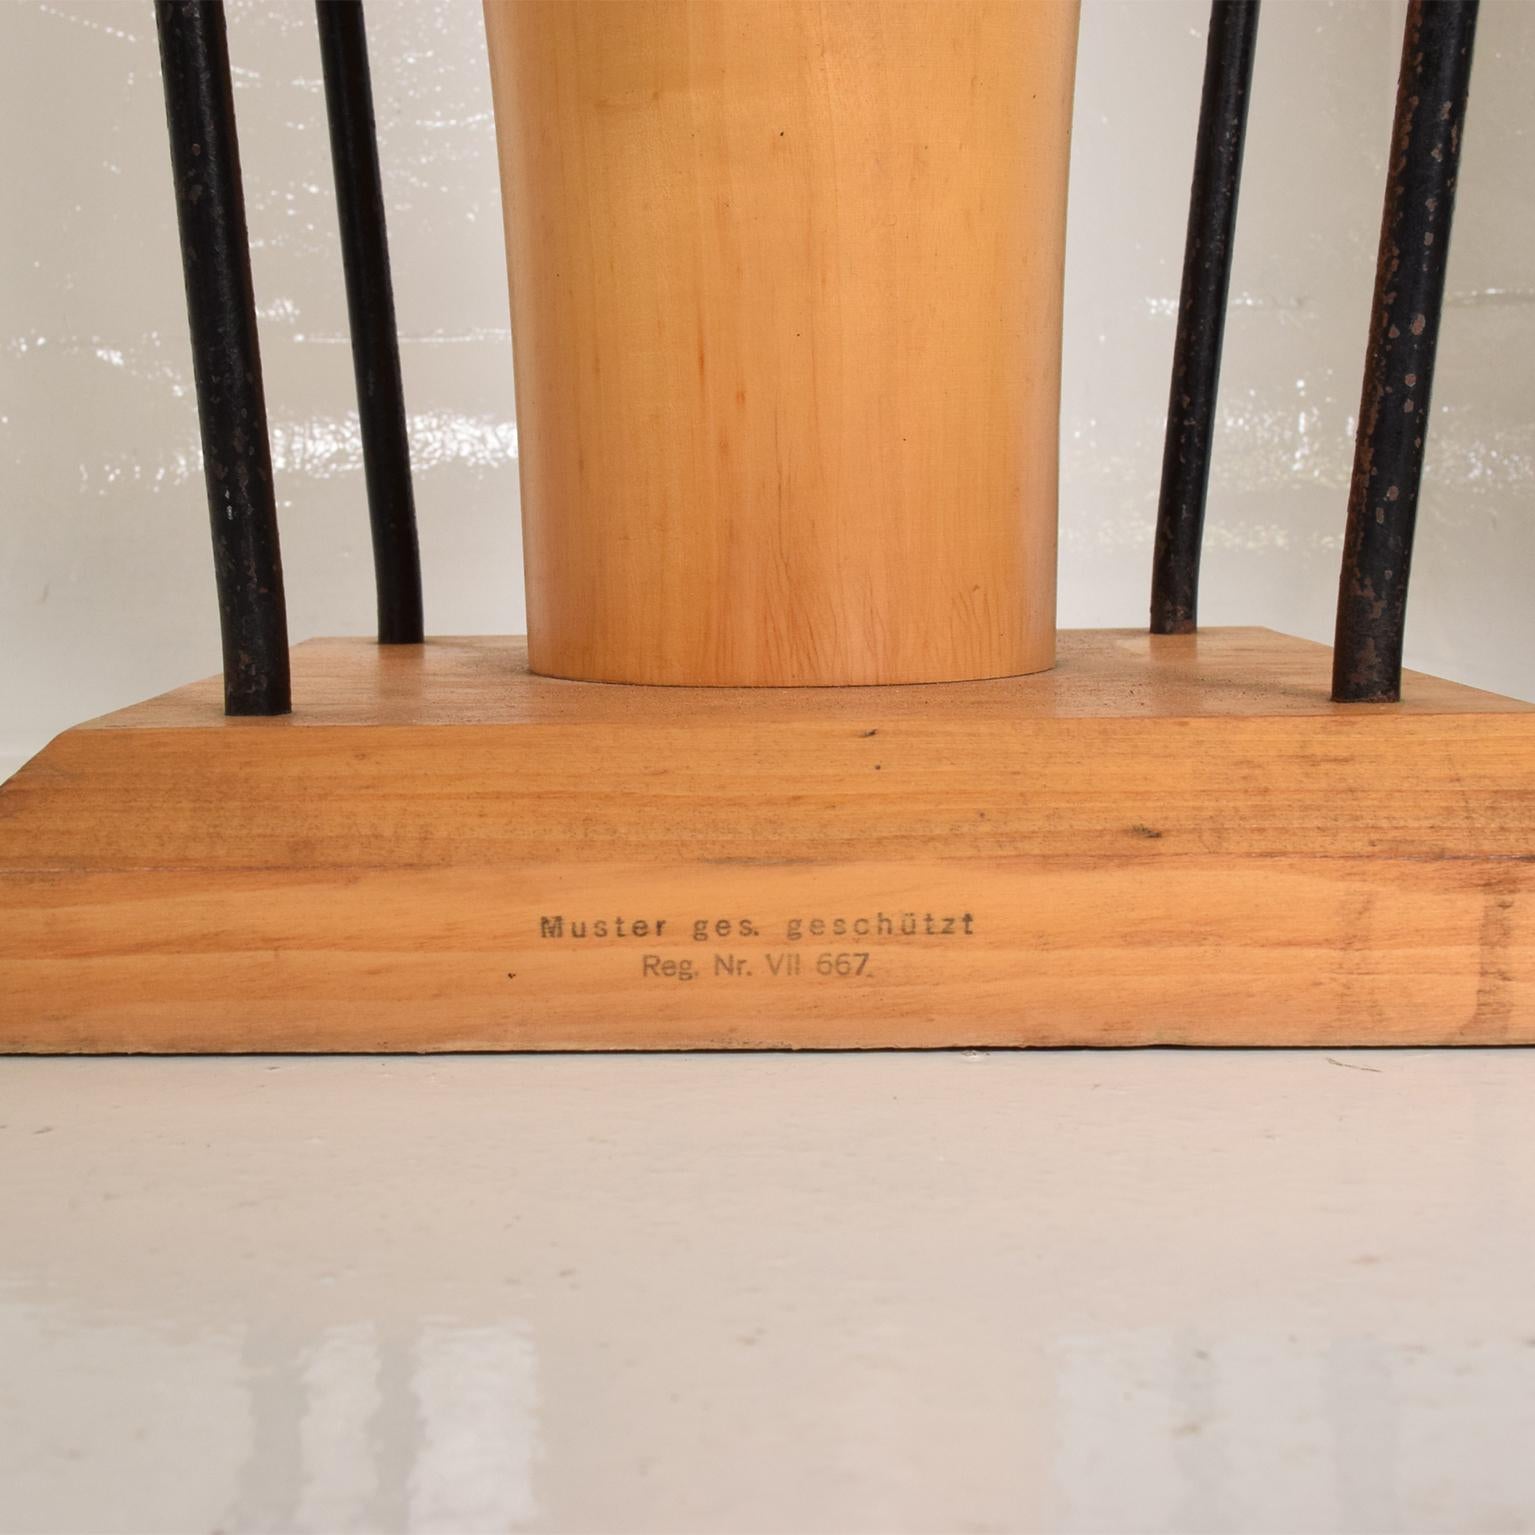 Muster ges. geschützt
Reg. Nr. VII 667.